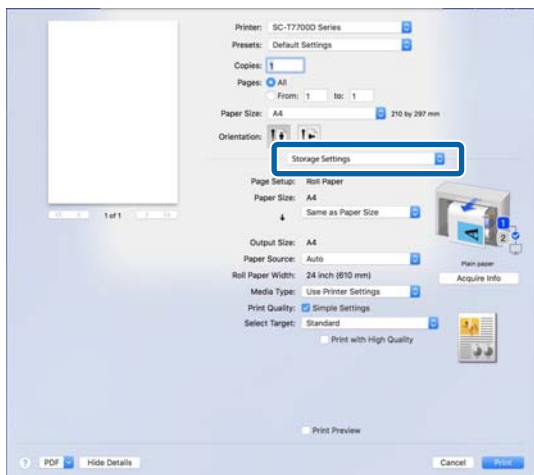 Printer: SC-T7700D Series
Presets: Default Settings
Copies: 1
Pages: All
From: 1 to: 1
Paper Size: A4 210 by 297 mm
Orientation:
Storage Settings
Page Setup: Roll Paper
Paper Size: A4
Same as Paper Size
Output Size: A4
Paper Source: Auto
Roll Paper Width: 24 inch (610 mm)
Media Type: Use Printer Settings
Print Quality: Simple Settings
Select Target: Standard
Print with High Quality
1 of 1
A
1
2
Plain paper
Acquire Info
Print Preview
? PDF Hide Details Cancel Print